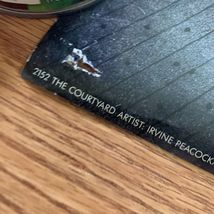 2152 THE COURTYARD ARTIST: IRVINE PEACOCK